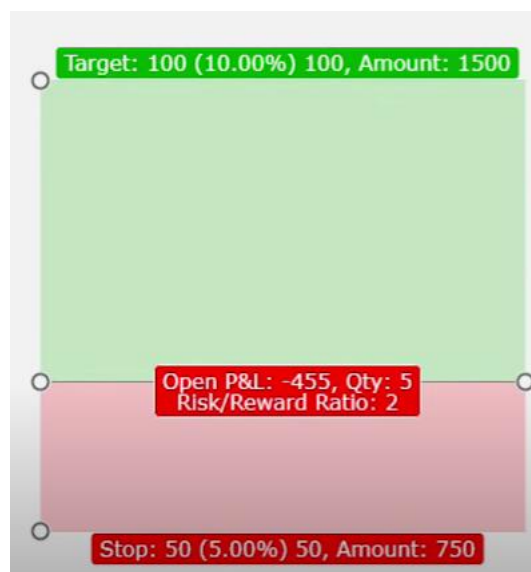 Target: 100 (10.00%) 100, Amount: 1500
Open P&L: -455, Qty: 5
Risk/Reward Ratio: 2
Stop: 50 (5.00%) 50, Amount: 750